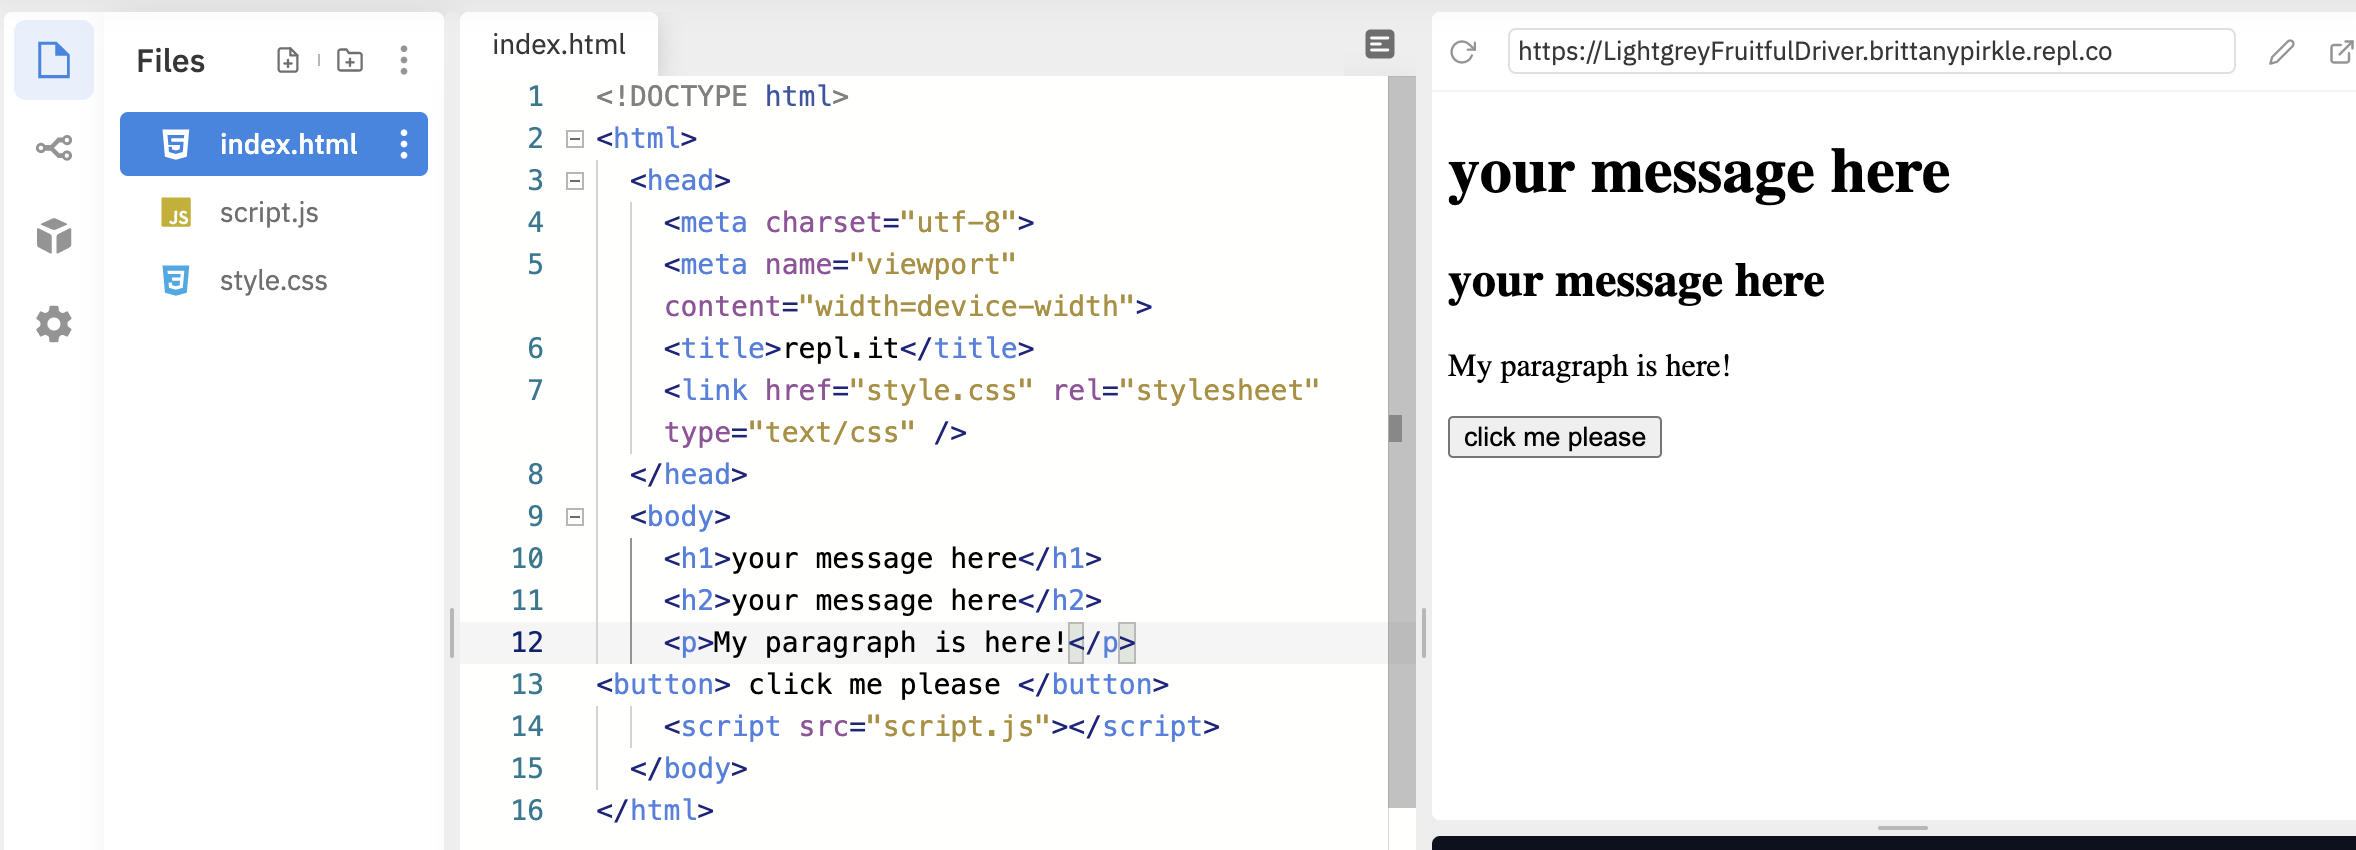 Files
index.html
script.js
style.css
index.html
1 <!DOCTYPE html>
2 <html>
3 <head>
4 <meta charset="utf-8">
5 <meta name="viewport"
content="width=device-width">
6 <title>repl.it</title>
7 <link href="style.css" rel="stylesheet"
type="text/css" />
8 </head>
9 <body>
10 <h1>your message here</h1>
11 <h2>your message here</h2>
12 <p>My paragraph is here!</p>
13 <button> click me please </button>
14 <script src="script.js"></script>
15 </body>
16 </html>
https://LightgreyFruitfulDriver.brittanypirkle.repl.co
your message here
your message here
My paragraph is here!
click me please